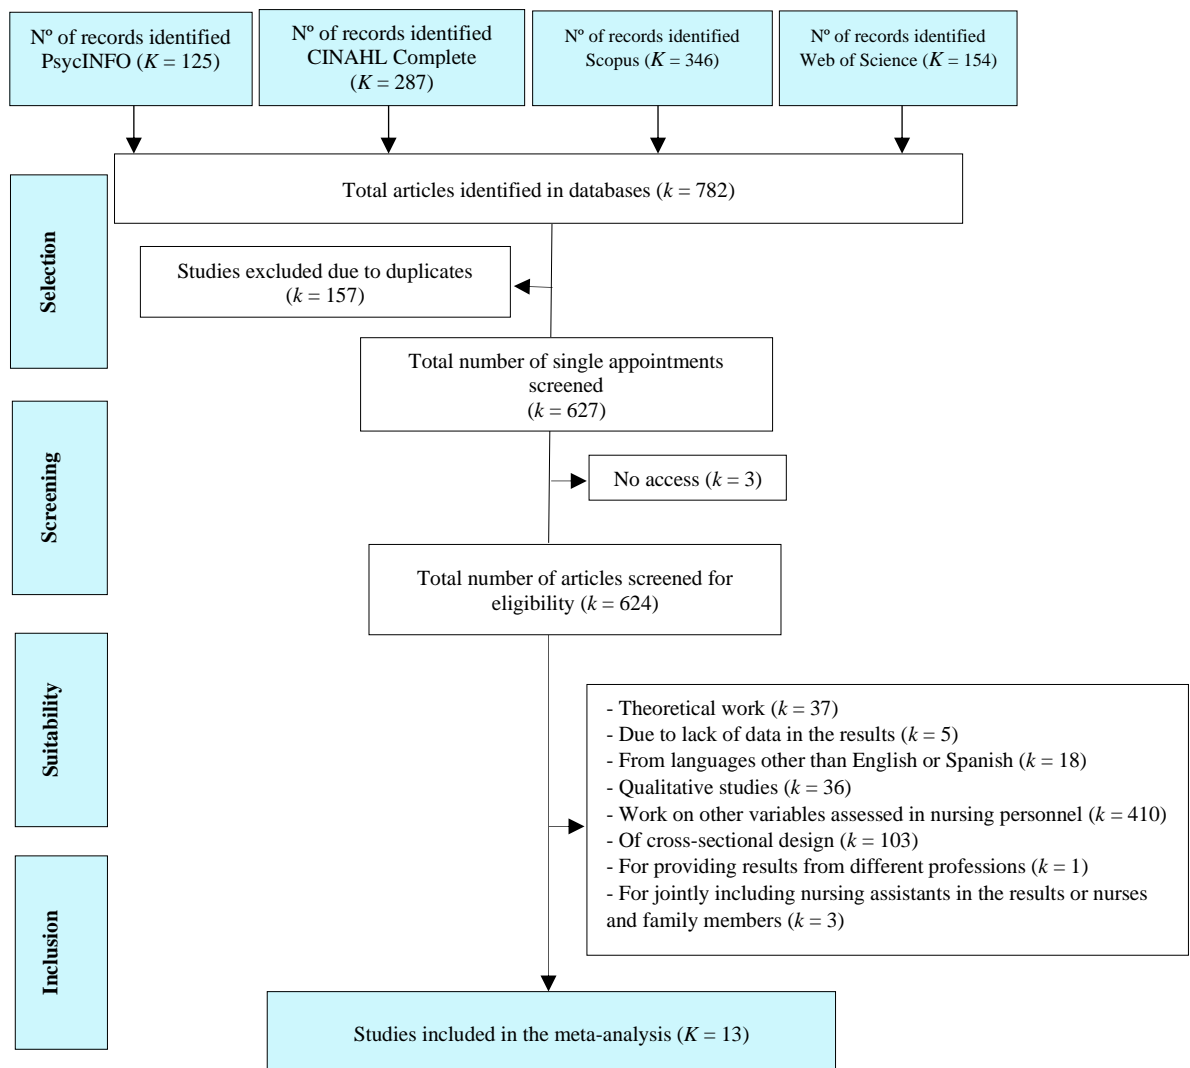 Nº of records identified
PsycINFO (K = 125)
Nº of records identified
CINAHL Complete
(K = 287)
Nº of records identified
Scopus (K = 346)
Nº of records identified
Web of Science (K = 154)
Total articles identified in databases (k = 782)
Selection
Studies excluded due to duplicates
(k = 157)
Total number of single appointments
screened
(k = 627)
Screening
No access (k = 3)
Total number of articles screened for
eligibility (k = 624)
Suitability
- Theoretical work (k = 37)
- Due to lack of data in the results (k = 5)
- From languages other than English or Spanish (k = 18)
- Qualitative studies (k = 36)
- Work on other variables assessed in nursing personnel (k = 410)
- Of cross-sectional design (k = 103)
- For providing results from different professions (k = 1)
- For jointly including nursing assistants in the results or nurses
and family members (k = 3)
Inclusion
Studies included in the meta-analysis (K = 13)